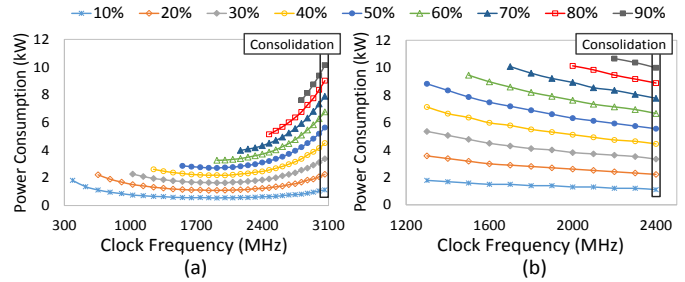 10% 20% 30% 40% 50% 60% 70% 80% 90%
Power Consumption (kW)
12
10
8
6
4
2
0
300 1000 1700 2400 3100
Consolidation
Clock Frequency (MHz)
(a)
Power Consumption (kW)
12
10
8
6
4
2
0
1200 1600 2000 2400
Consolidation
Clock Frequency (MHz)
(b)